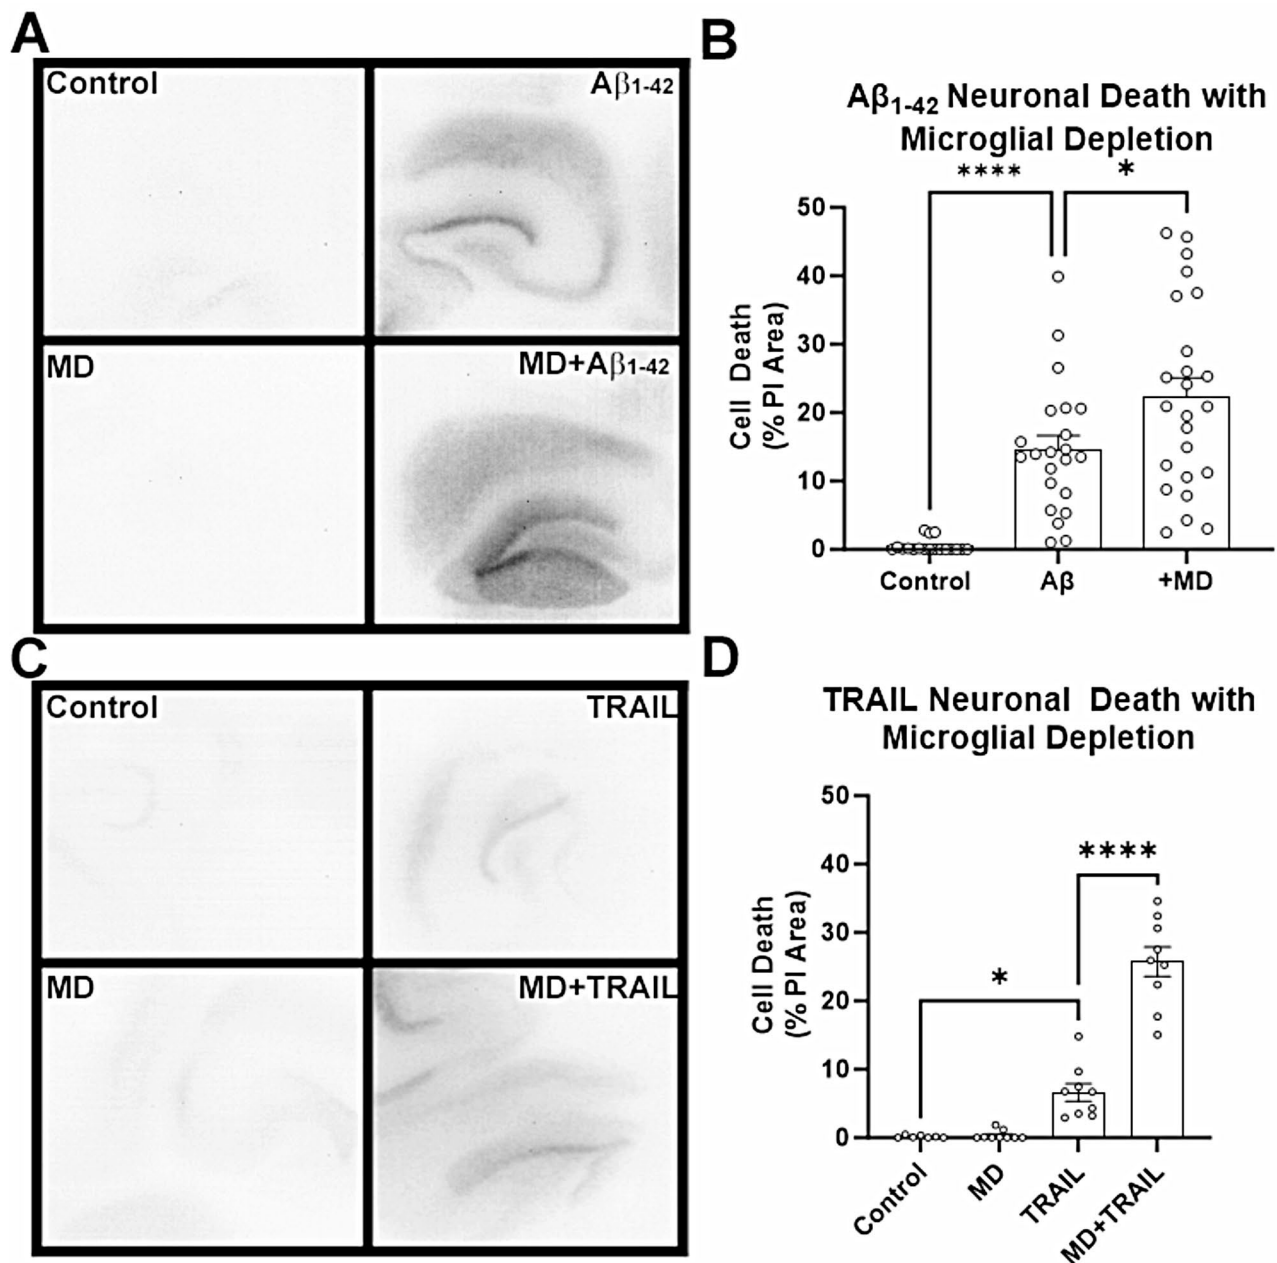 A
Control
Aβ1-42
MD
MD+Aβ1-42
B
Aβ1-42 Neuronal Death with
Microglial Depletion
****
*
Cell Death
(% PI Area)
50
40
30
20
10
0
Control
Aβ
+MD
C
Control
TRAIL
MD
MD+TRAIL
D
TRAIL Neuronal Death with
Microglial Depletion
****
*
Cell Death
(% PI Area)
50
40
30
20
10
0
Control
MD
TRAIL
MD+TRAIL